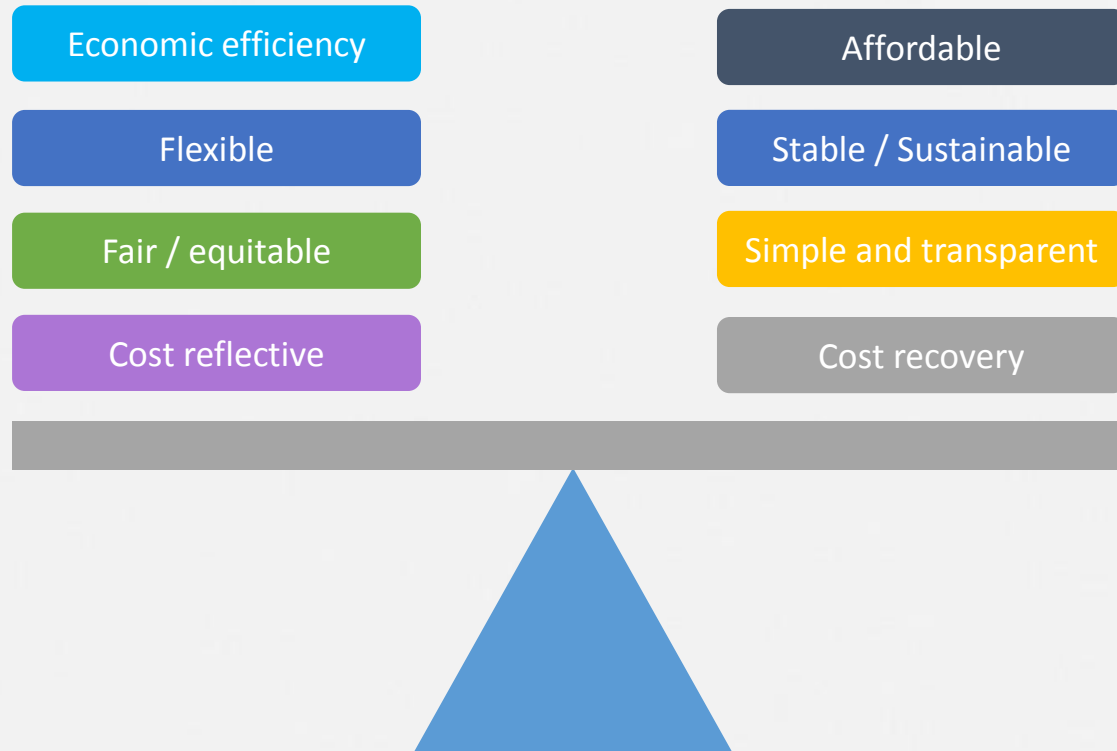 Economic efficiency
Affordable
Flexible
Stable / Sustainable
Fair / equitable
Simple and transparent
Cost reflective
Cost recovery